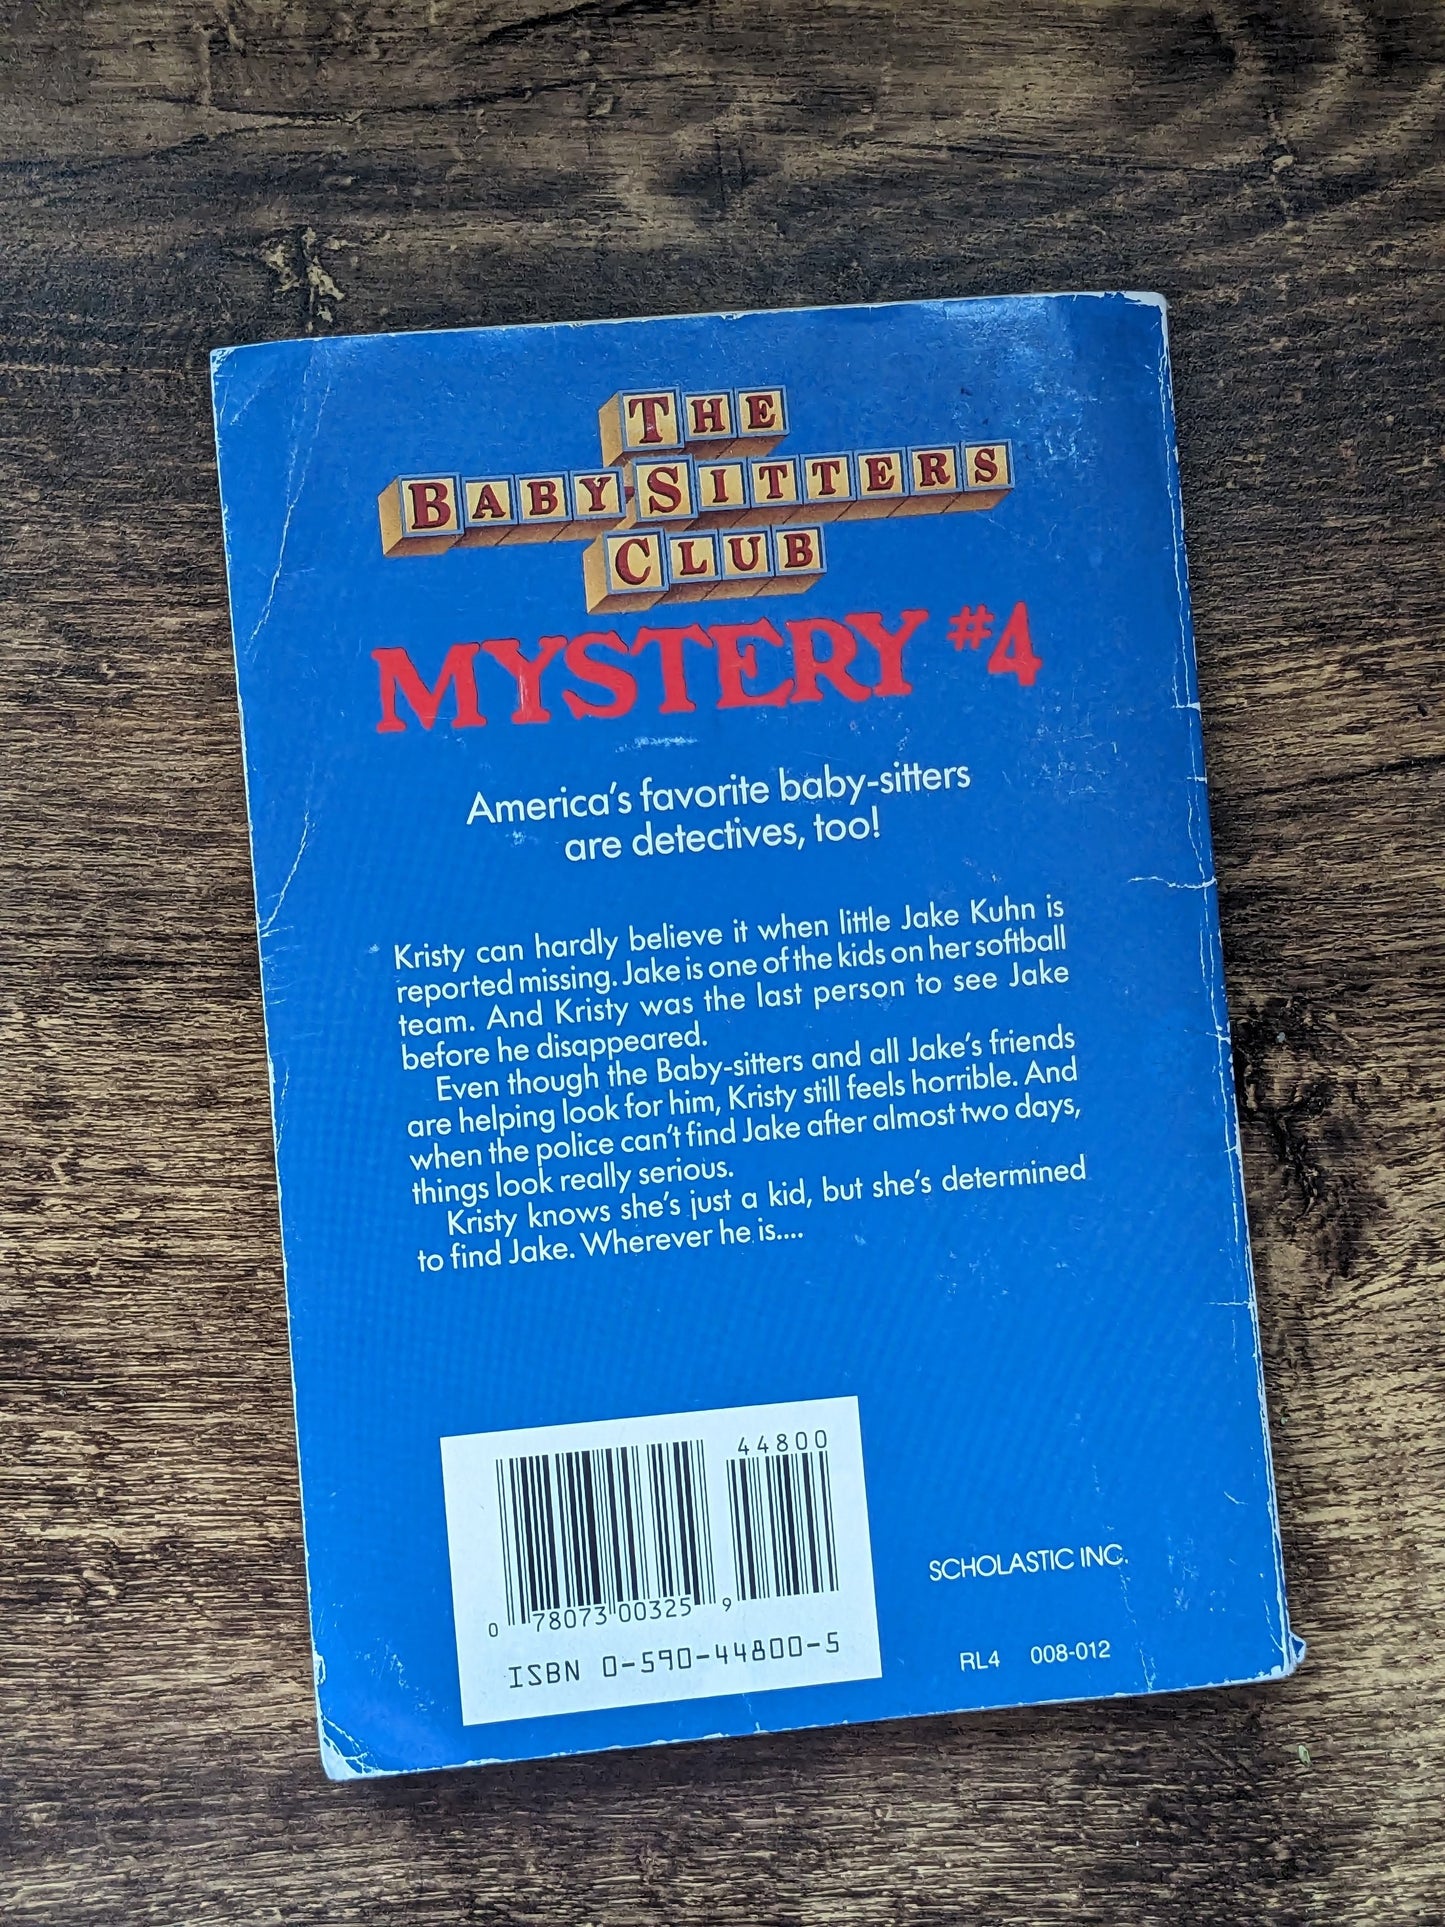 THE
BABY-SITTERS
CLUB
MYSTERY #4
America's favorite baby-sitters
are detectives, too!
Kristy can hardly believe it when little Jake Kuhn is
reported missing. Jake is one of the kids on her softball
team. And Kristy was the last person to see Jake
before he disappeared.
Even though the Baby-sitters and all Jake's friends
are helping look for him, Kristy still feels horrible. And
when the police can't find Jake after almost two days,
things look really serious.
Kristy knows she's just a kid, but she's determined
to find Jake. Wherever he is....
44800
0 78073 00325 9
ISBN 0-590-44800-5
SCHOLASTIC INC.
RL4 008-012